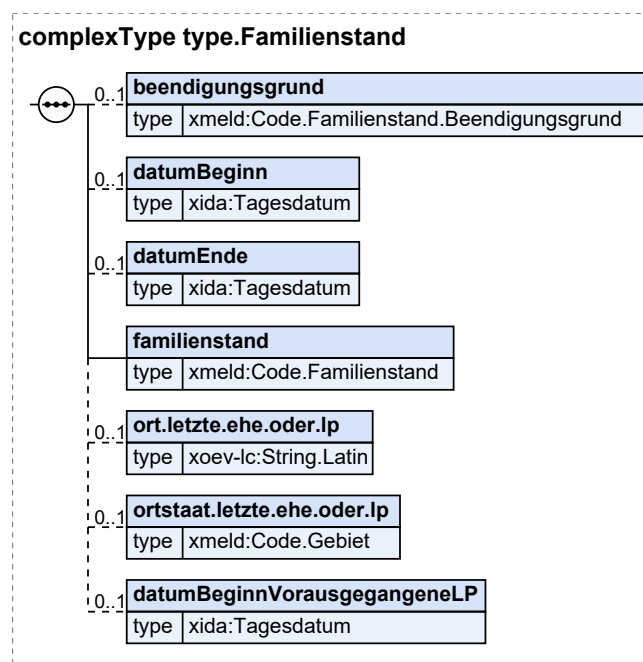 complexType type.Familienstand
0..1 beendigungsgrund
type xmeld:Code.Familienstand.Beendigungsgrund
0..1 datumBeginn
type xida:Tagesdatum
0..1 datumEnde
type xida:Tagesdatum
familienstand
type xmeld:Code.Familienstand
0..1 ort.letzte.ehe.oder.lp
type xoev-lc:String.Latin
0..1 ortstaat.letzte.ehe.oder.lp
type xmeld:Code.Gebiet
0..1 datumBeginnVorausgegangeneLP
type xida:Tagesdatum